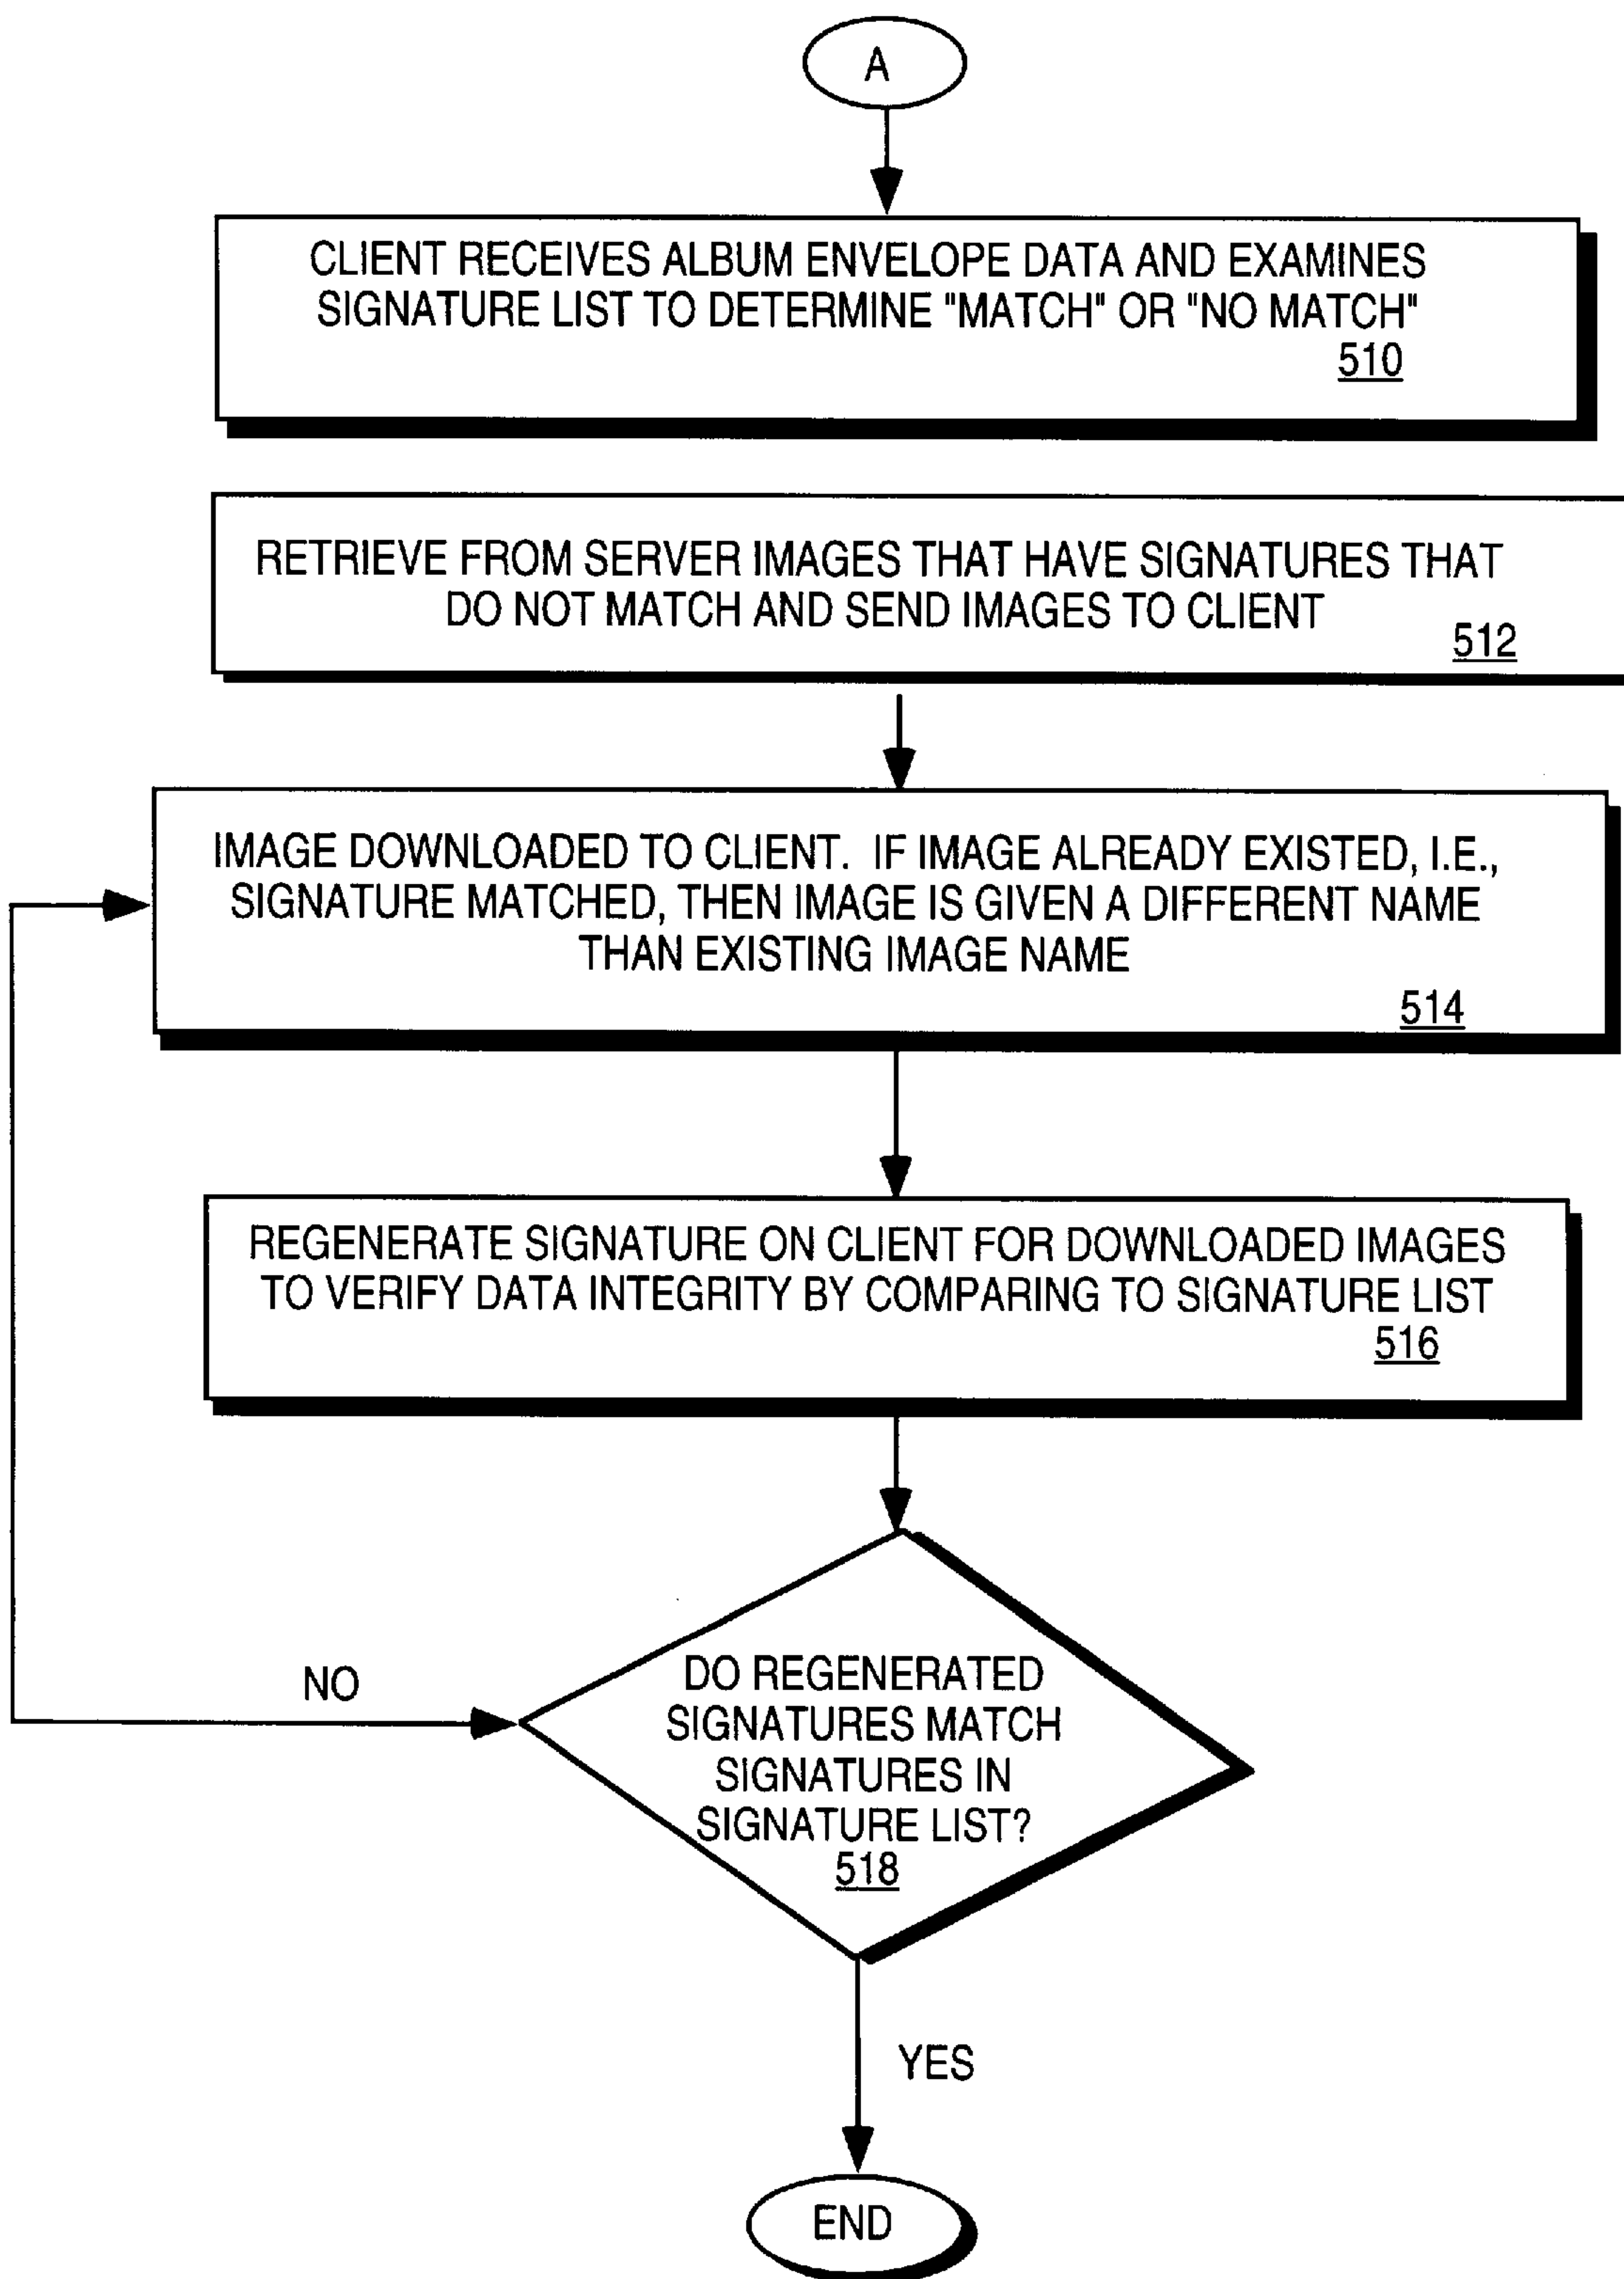 A
CLIENT RECEIVES ALBUM ENVELOPE DATA AND EXAMINES
SIGNATURE LIST TO DETERMINE "MATCH" OR "NO MATCH"
510
RETRIEVE FROM SERVER IMAGES THAT HAVE SIGNATURES THAT
DO NOT MATCH AND SEND IMAGES TO CLIENT
512
IMAGE DOWNLOADED TO CLIENT. IF IMAGE ALREADY EXISTED, I.E.,
SIGNATURE MATCHED, THEN IMAGE IS GIVEN A DIFFERENT NAME
THAN EXISTING IMAGE NAME
514
REGENERATE SIGNATURE ON CLIENT FOR DOWNLOADED IMAGES
TO VERIFY DATA INTEGRITY BY COMPARING TO SIGNATURE LIST
516
NO
DO REGENERATED
SIGNATURES MATCH
SIGNATURES IN
SIGNATURE LIST?
518
YES
END